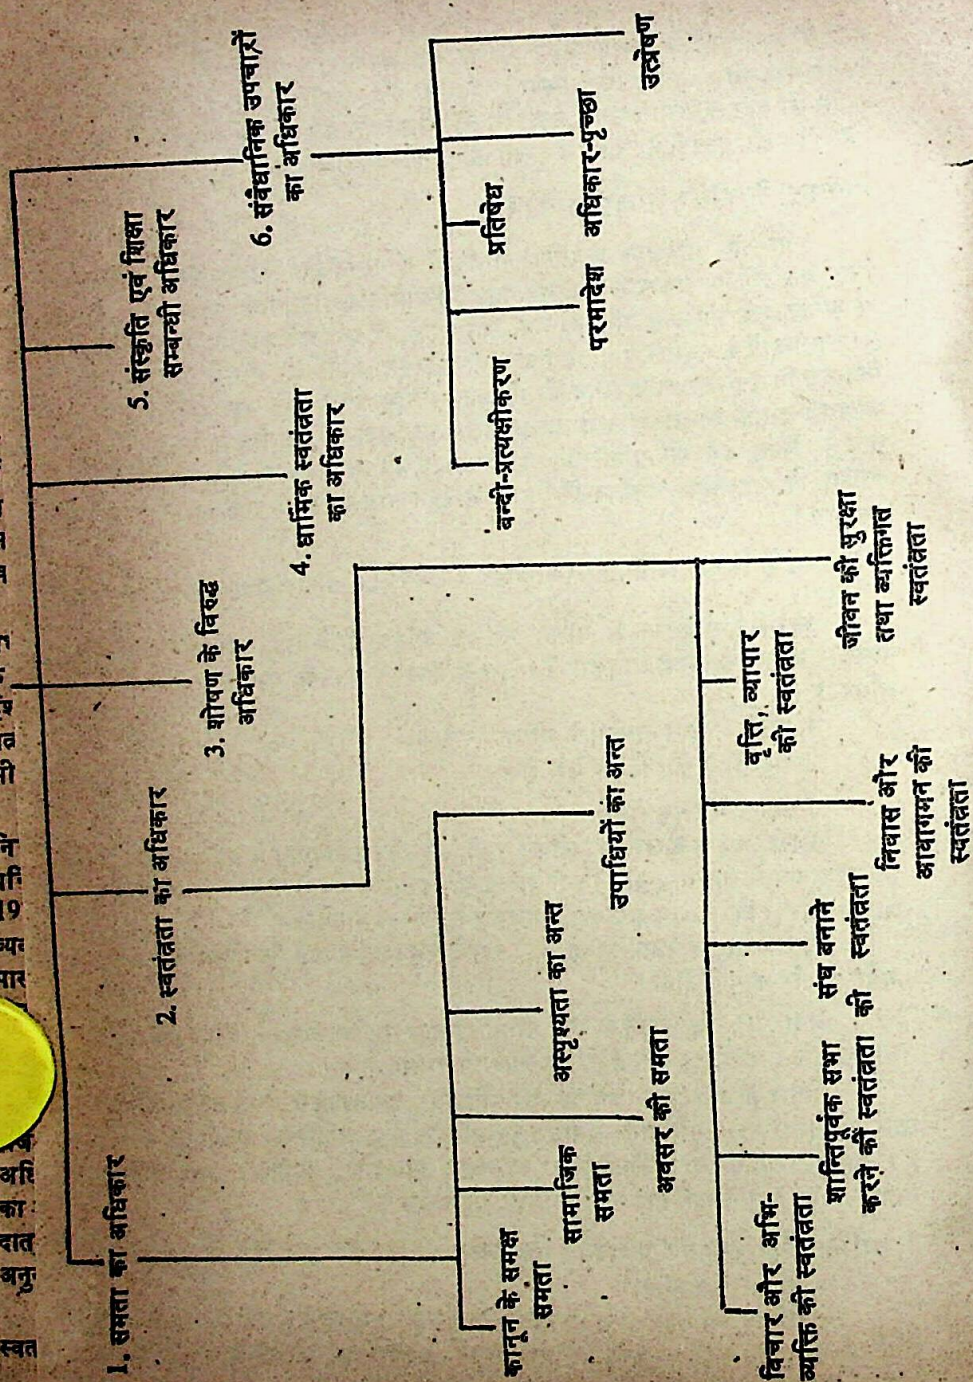 1. समता का अधिकार
2. स्वतंत्रता का अधिकार
3. शोषण के विरुद्ध
अधिकार
4. धार्मिक स्वतंत्रता
का अधिकार
5. संस्कृति एवं शिक्षा
सम्बन्धी अधिकार
6. संवैधानिक उपचारों
का अधिकार
कानून के समक्ष
समता
सामाजिक
समता
अवसर की समता
अस्पृश्यता का अन्त
उपाधियों का अन्त
विचार और अभि-
व्यक्ति की स्वतंत्रता
शान्तिपूर्वक सभा
करने की स्वतंत्रता
संघ बनाने
की स्वतंत्रता
निवास और
आवागमन की
स्वतंत्रता
वृत्ति, व्यापार
की स्वतंत्रता
जीवन की सुरक्षा
तथा व्यक्तिगत
स्वतंत्रता
बन्दी-प्रत्यक्षीकरण
परमादेश
प्रतिषेध
अधिकार-पृच्छा
उत्प्रेषण